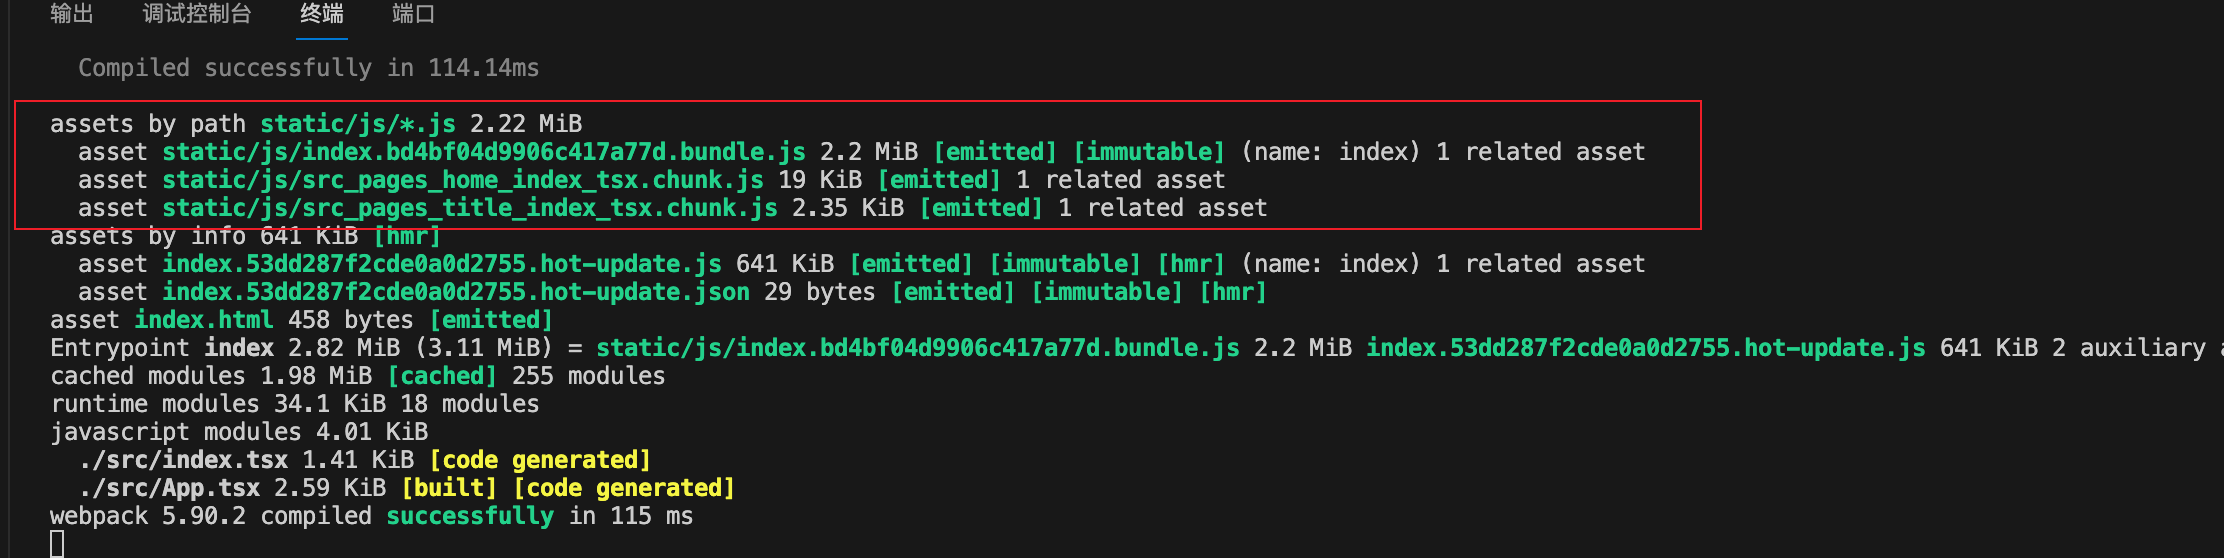 输出 调试控制台 终端 端口
Compiled successfully in 114.14ms
assets by path static/js/*.js 2.22 MiB
asset static/js/index.bd4bf04d9906c417a77d.bundle.js 2.2 MiB [emitted] [immutable] (name: index) 1 related asset
asset static/js/src_pages_home_index_tsx.chunk.js 19 KiB [emitted] 1 related asset
asset static/js/src_pages_title_index_tsx.chunk.js 2.35 KiB [emitted] 1 related asset
assets by info 641 KiB [hmr]
asset index.53dd287f2cde0a0d2755.hot-update.js 641 KiB [emitted] [immutable] [hmr] (name: index) 1 related asset
asset index.53dd287f2cde0a0d2755.hot-update.json 29 bytes [emitted] [immutable] [hmr]
asset index.html 458 bytes [emitted]
Entrypoint index 2.82 MiB (3.11 MiB) = static/js/index.bd4bf04d9906c417a77d.bundle.js 2.2 MiB index.53dd287f2cde0a0d2755.hot-update.js 641 KiB 2 auxiliary
cached modules 1.98 MiB [cached] 255 modules
runtime modules 34.1 KiB 18 modules
javascript modules 4.01 KiB
./src/index.tsx 1.41 KiB [code generated]
./src/App.tsx 2.59 KiB [built] [code generated]
webpack 5.90.2 compiled successfully in 115 ms